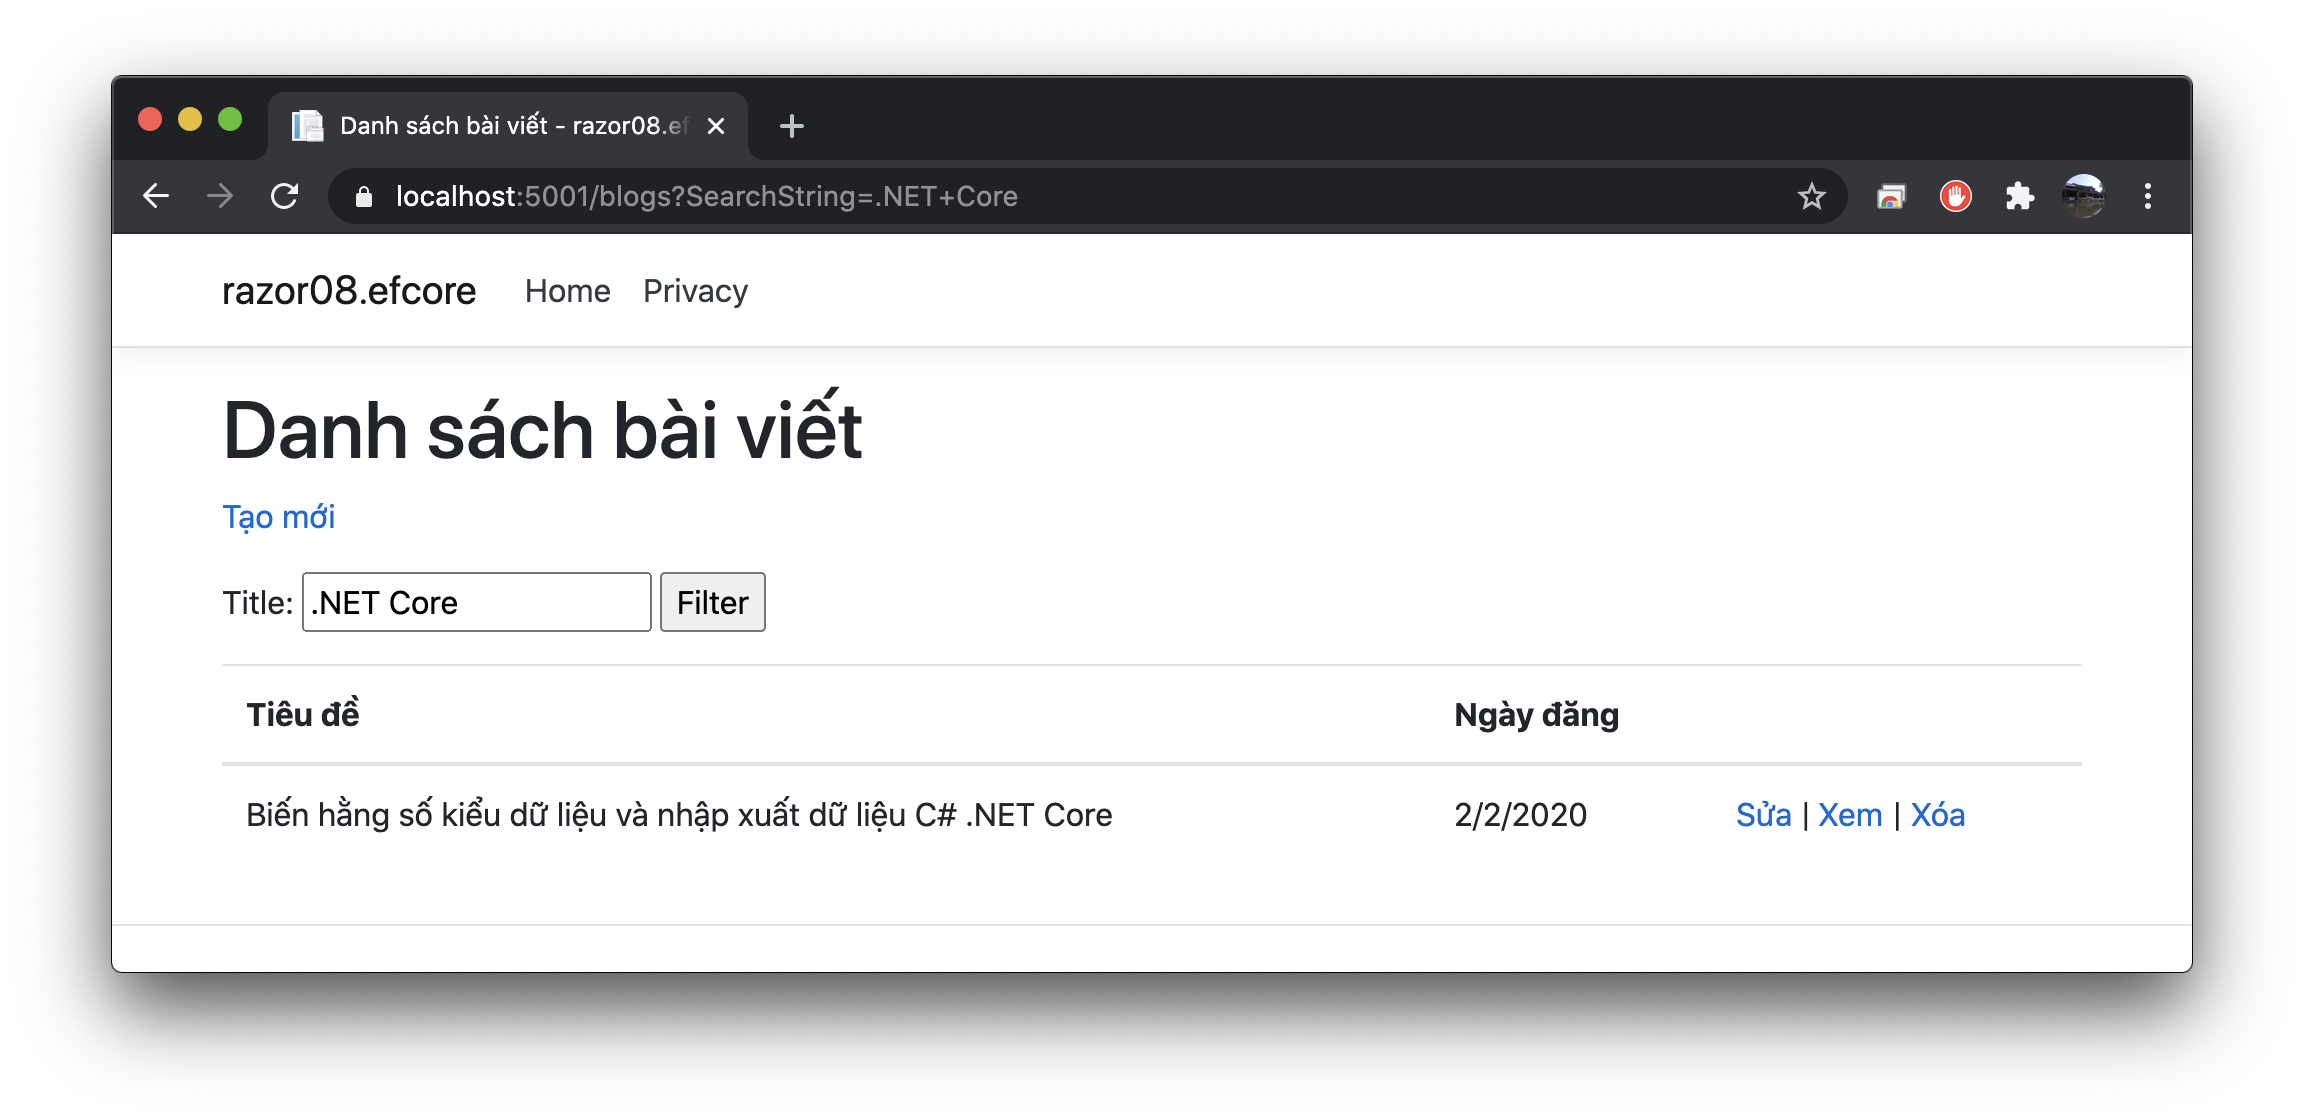 Danh sách bài viết - razor08.ef
localhost:5001/blogs?SearchString=.NET+Core
razor08.efcore Home Privacy
Danh sách bài viết
Tạo mới
Title: .NET Core Filter
Tiêu đề Ngày đăng
Biến hằng số kiểu dữ liệu và nhập xuất dữ liệu C# .NET Core 2/2/2020 Sửa | Xem | Xóa